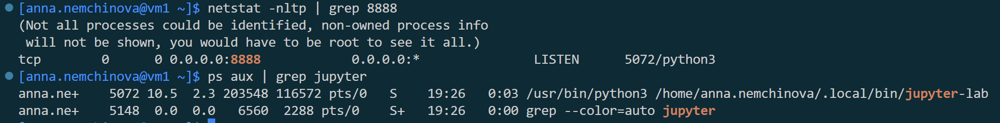 [anna.nemchinova@vm1 ~]$ netstat -nltp | grep 8888
(Not all processes could be identified, non-owned process info
 will not be shown, you would have to be root to see it all.)
tcp        0      0 0.0.0.0:8888            0.0.0.0:*               LISTEN      5072/python3
[anna.nemchinova@vm1 ~]$ ps aux | grep jupyter
anna.ne+    5072 10.5  2.3 203548 116572 pts/0   S    19:26   0:03 /usr/bin/python3 /home/anna.nemchinova/.local/bin/jupyter-lab
anna.ne+    5148  0.0  0.0   6560  2288 pts/0    S+   19:26   0:00 grep --color=auto jupyter